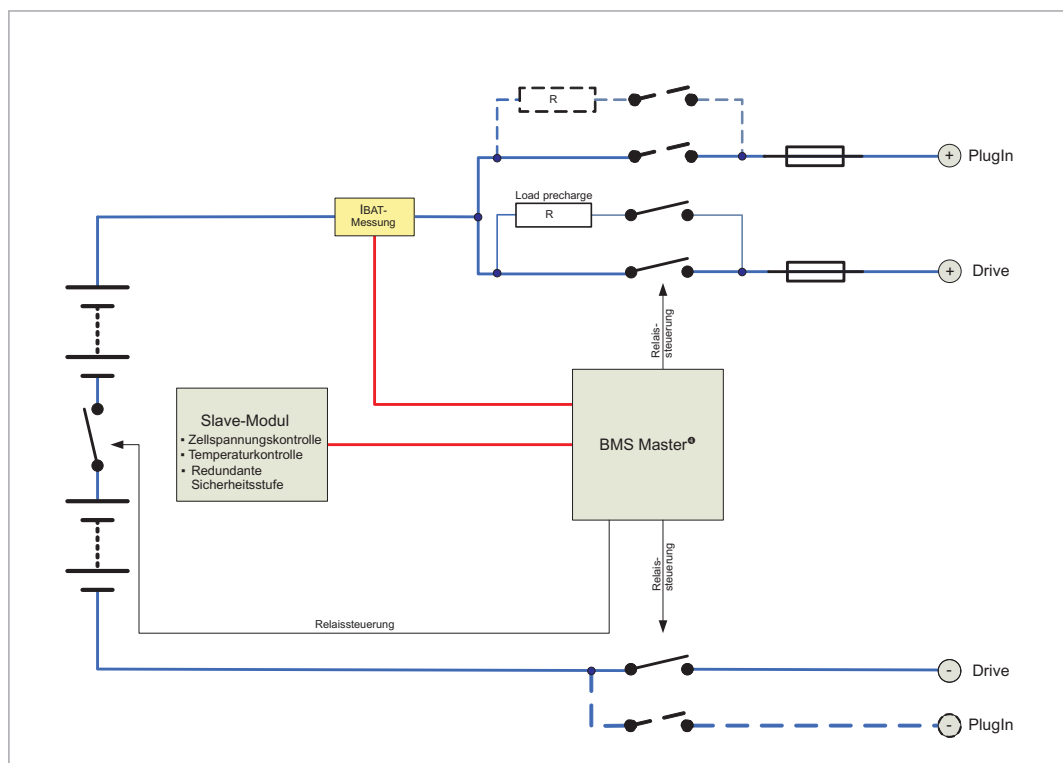 R
+ PlugIn
IBAT-
Messung
Load precharge
R
+ Drive
Relais-
steuerung
Slave-Modul
▪ Zellspannungskontrolle
▪ Temperaturkontrolle
▪ Redundante
Sicherheitsstufe
BMS Master❹
Relais-
steuerung
Relaissteuerung
- Drive
- PlugIn